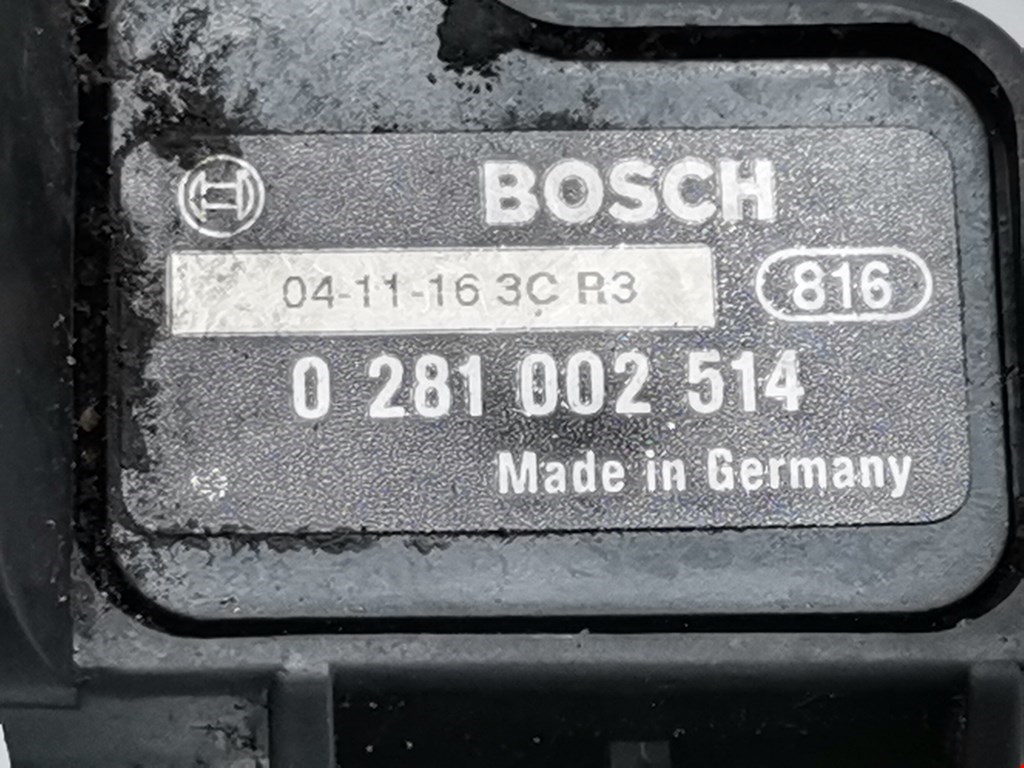 BOSCH
04-11-16 3C R3
816
0 281 002 514
Made in Germany